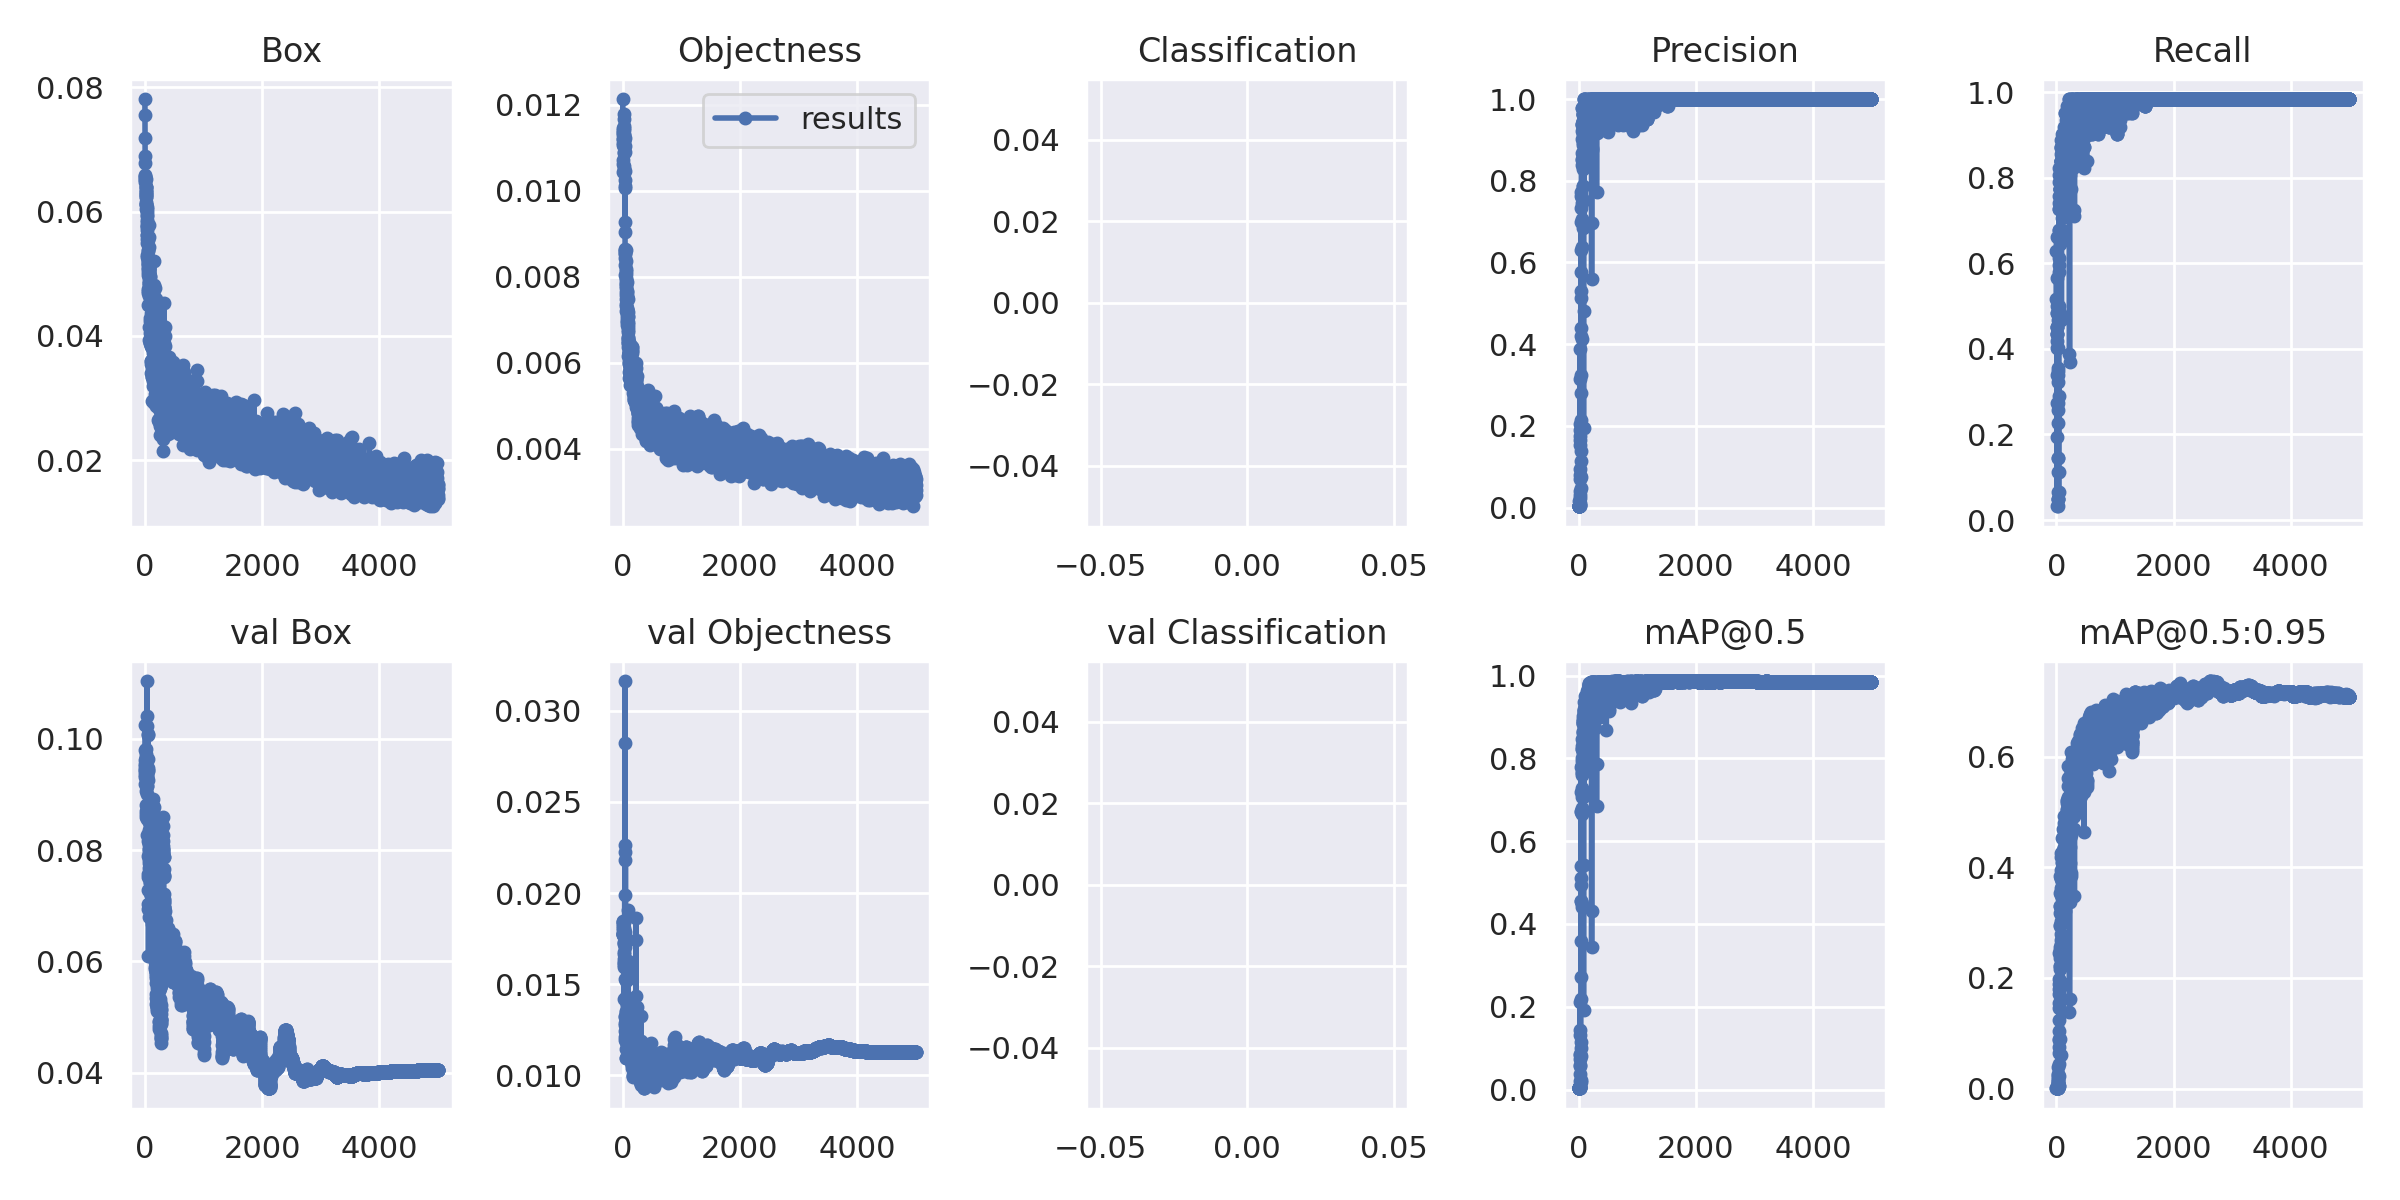 Box
Objectness
Classification
Precision
Recall
0.08
0.06
0.04
0.02
0 2000 4000
results
0.012
0.010
0.008
0.006
0.004
0 2000 4000
0.04
0.02
0.00
−0.02
−0.04
−0.05 0.00 0.05
1.0
0.8
0.6
0.4
0.2
0.0
0 2000 4000
1.0
0.8
0.6
0.4
0.2
0.0
0 2000 4000
val Box
val Objectness
val Classification
mAP@0.5
mAP@0.5:0.95
0.10
0.08
0.06
0.04
0 2000 4000
0.030
0.025
0.020
0.015
0.010
0 2000 4000
0.04
0.02
0.00
−0.02
−0.04
−0.05 0.00 0.05
1.0
0.8
0.6
0.4
0.2
0.0
0 2000 4000
0.6
0.4
0.2
0.0
0 2000 4000